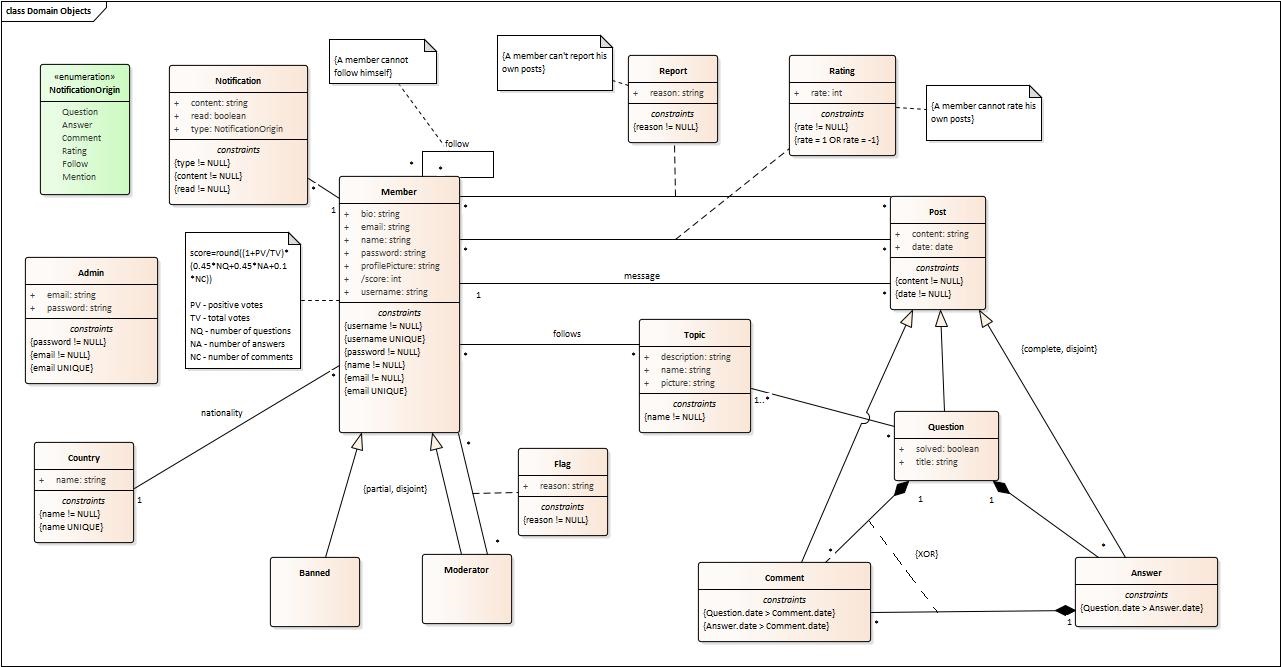 class Domain Objects
«enumeration»
NotificationOrigin
Question
Answer
Comment
Rating
Follow
Mention
Notification
+ content: string
+ read: boolean
+ type: NotificationOrigin
constraints
{type != NULL}
{content != NULL}
{read != NULL}
{A member cannot
follow himself}
{A member can't report his
own posts}
Report
+ reason: string
constraints
{reason != NULL}
Rating
+ rate: int
constraints
{rate != NULL}
{rate = 1 OR rate = -1}
{A member cannot rate his
own posts}
follow
*
*
*
1
Member
+ bio: string
+ email: string
+ name: string
+ password: string
+ profilePicture: string
+ /score: int
+ username: string
constraints
{username != NULL}
{username UNIQUE}
{password != NULL}
{name != NULL}
{email != NULL}
{email UNIQUE}
*
*
*
*
message
1
*
Post
+ content: string
+ date: date
constraints
{content != NULL}
{date != NULL}
score=round((1+PV/TV)*
(0.45*NQ+0.45*NA+0.1
*NC))
PV - positive votes
TV - total votes
NQ - number of questions
NA - number of answers
NC - number of comments
Admin
+ email: string
+ password: string
constraints
{password != NULL}
{email != NULL}
{email UNIQUE}
follows
*
*
Topic
+ description: string
+ name: string
+ picture: string
constraints
{name != NULL}
1..*
*
{complete, disjoint}
nationality
*
1
Country
+ name: string
constraints
{name != NULL}
{name UNIQUE}
Question
+ solved: boolean
+ title: string
1
1
{partial, disjoint}
*
*
Flag
+ reason: string
constraints
{reason != NULL}
Banned
Moderator
*
*
{XOR}
Comment
constraints
{Question.date > Comment.date}
{Answer.date > Comment.date}
*
1
Answer
constraints
{Question.date > Answer.date}